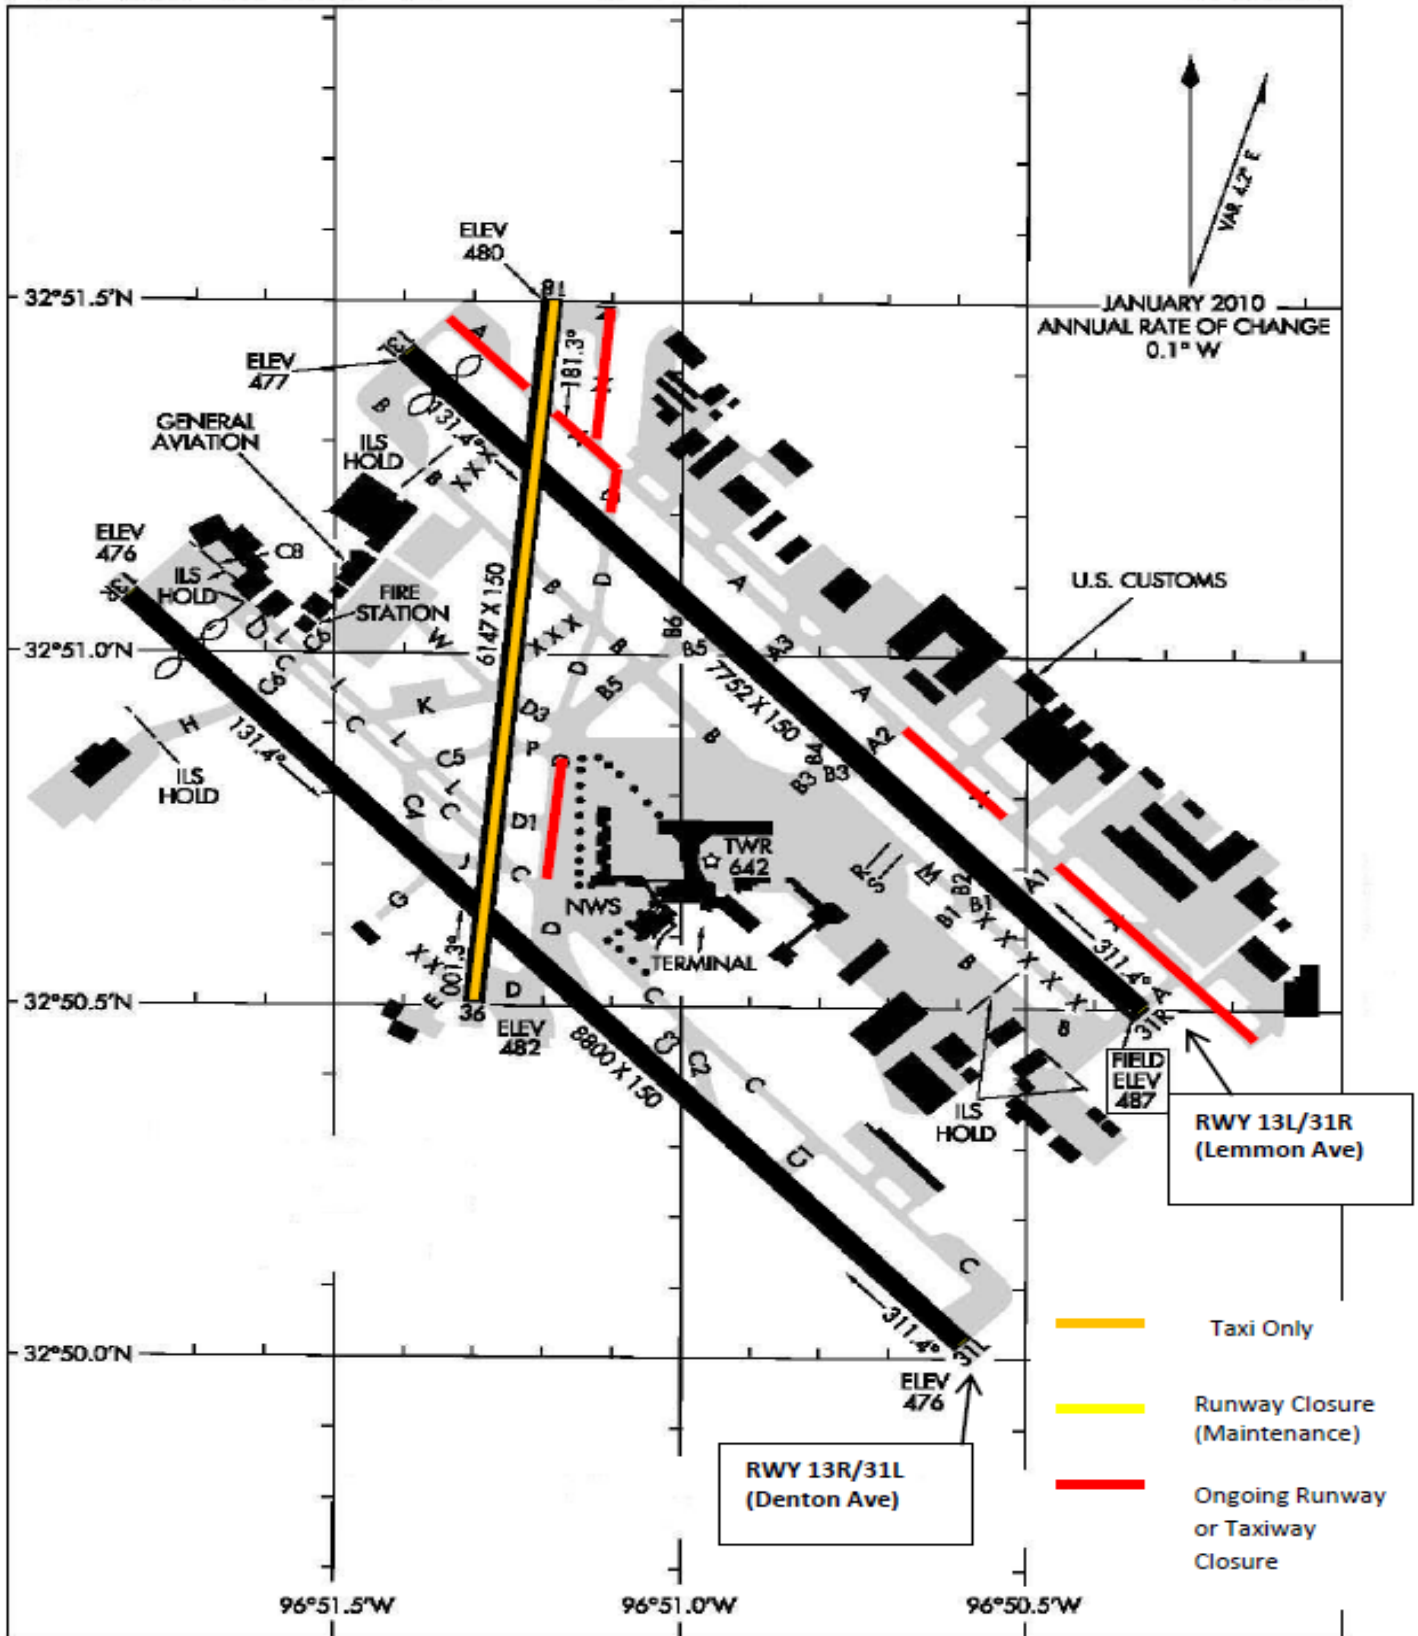 VAR 4.2° E
JANUARY 2010
ANNUAL RATE OF CHANGE
0.1° W
ELEV
480
32°51.5'N
18
N
A
13L
ELEV
477
181.3°
N
B
131.4°
A
GENERAL
AVIATION
ILS
HOLD
B
X X X
D
ELEV
476
C8
13R
ILS
HOLD
FIRE
STATION
B
D
A
U.S. CUSTOMS
L
C6
W
6147 X 150
X X X
B
B6
B5
A3
32°51.0'N
C
C6
L
D
B5
7752 X 150
A
K
D3
H
C
L
B
A2
131.4°
C5
P
B4
B3
B3
ILS
HOLD
L
C
C4
D1
A
TWR
642
J
C
R
S
M
B2
A1
G
NWS
B1
B1
A
D
X X X X X
311.4°
X X
001.3°
TERMINAL
B
E
D
C
A
32°50.5'N
36
ELEV
482
31R
B
8800 X 150
C3
C2
C
FIELD
ELEV
487
ILS
HOLD
RWY 13L/31R
(Lemmon Ave)
C1
C
311.4°
Taxi Only
32°50.0'N
31L
ELEV
476
Runway Closure
(Maintenance)
RWY 13R/31L
(Denton Ave)
Ongoing Runway
or Taxiway
Closure
96°51.5'W
96°51.0'W
96°50.5'W